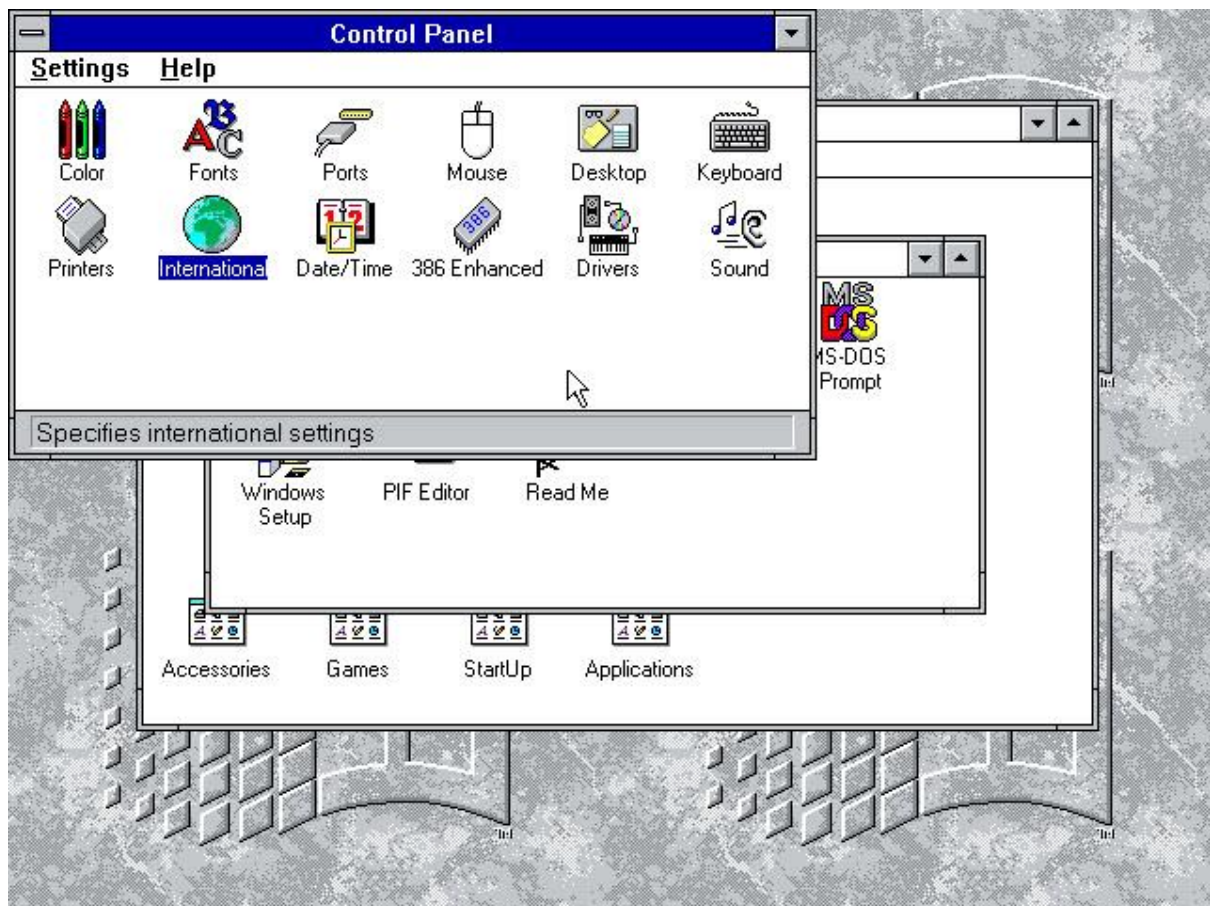 Control Panel
Settings Help
Color Fonts Ports Mouse Desktop Keyboard
Printers International Date/Time 386 Enhanced Drivers Sound
386
Specifies international settings
MS
DOS
MS-DOS
Prompt
Windows
Setup
PIF Editor
Read Me
Accessories Games StartUp Applications